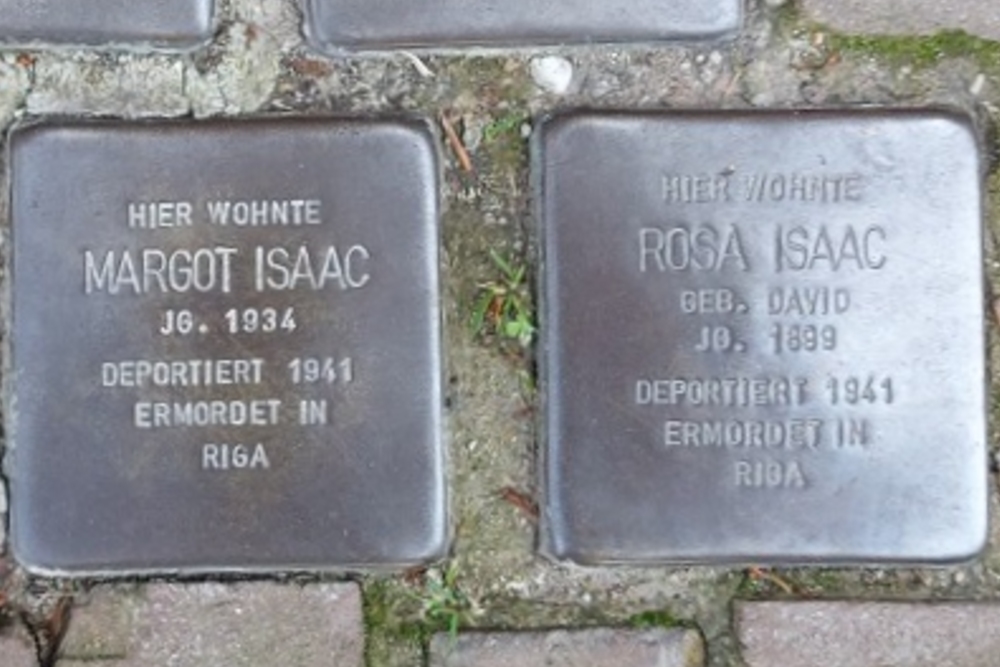 HIER WOHNTE
MARGOT ISAAC
JG. 1934
DEPORTIERT 1941
ERMORDET IN
RIGA
HIER WOHNTE
ROSA ISAAC
GEB. DAVID
JG. 1899
DEPORTIERT 1941
ERMORDET IN
RIGA